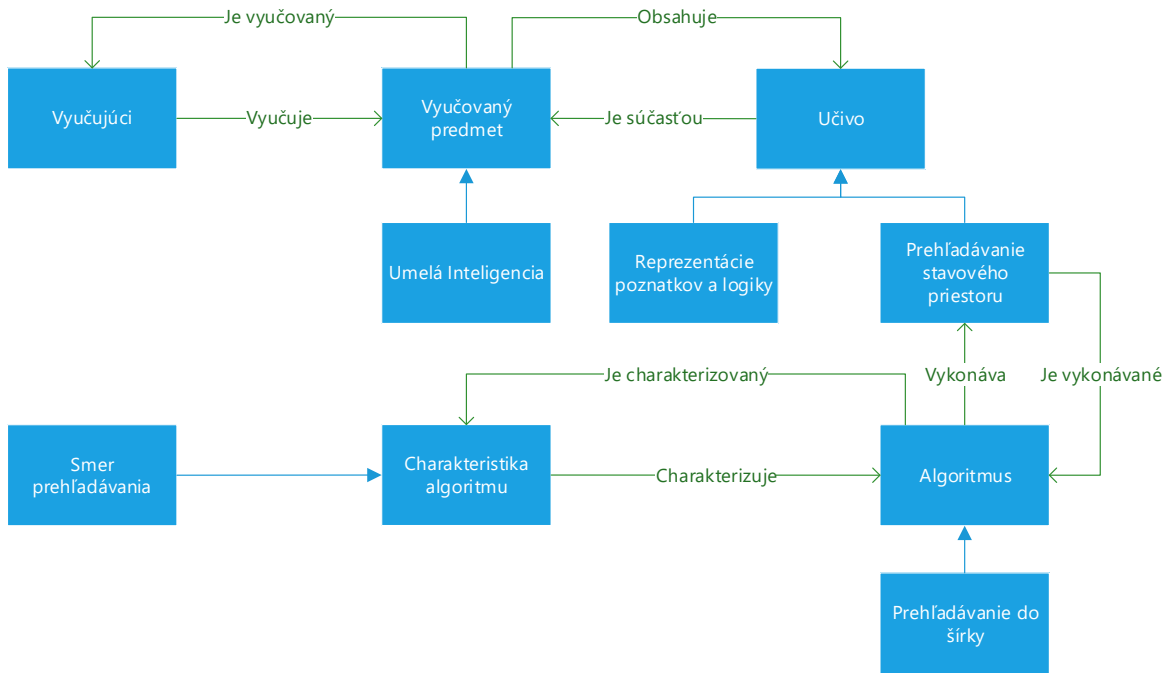 Je vyučovaný
Obsahuje
Vyučujúci
Vyučuje
Vyučovaný
predmet
Je súčasťou
Učivo
Umelá Inteligencia
Reprezentácie
poznatkov a logiky
Prehľadávanie
stavového
priestoru
Je charakterizovaný
Vykonáva
Je vykonávané
Smer
prehľadávania
Charakteristika
algoritmu
Charakterizuje
Algoritmus
Prehľadávanie do
šírky